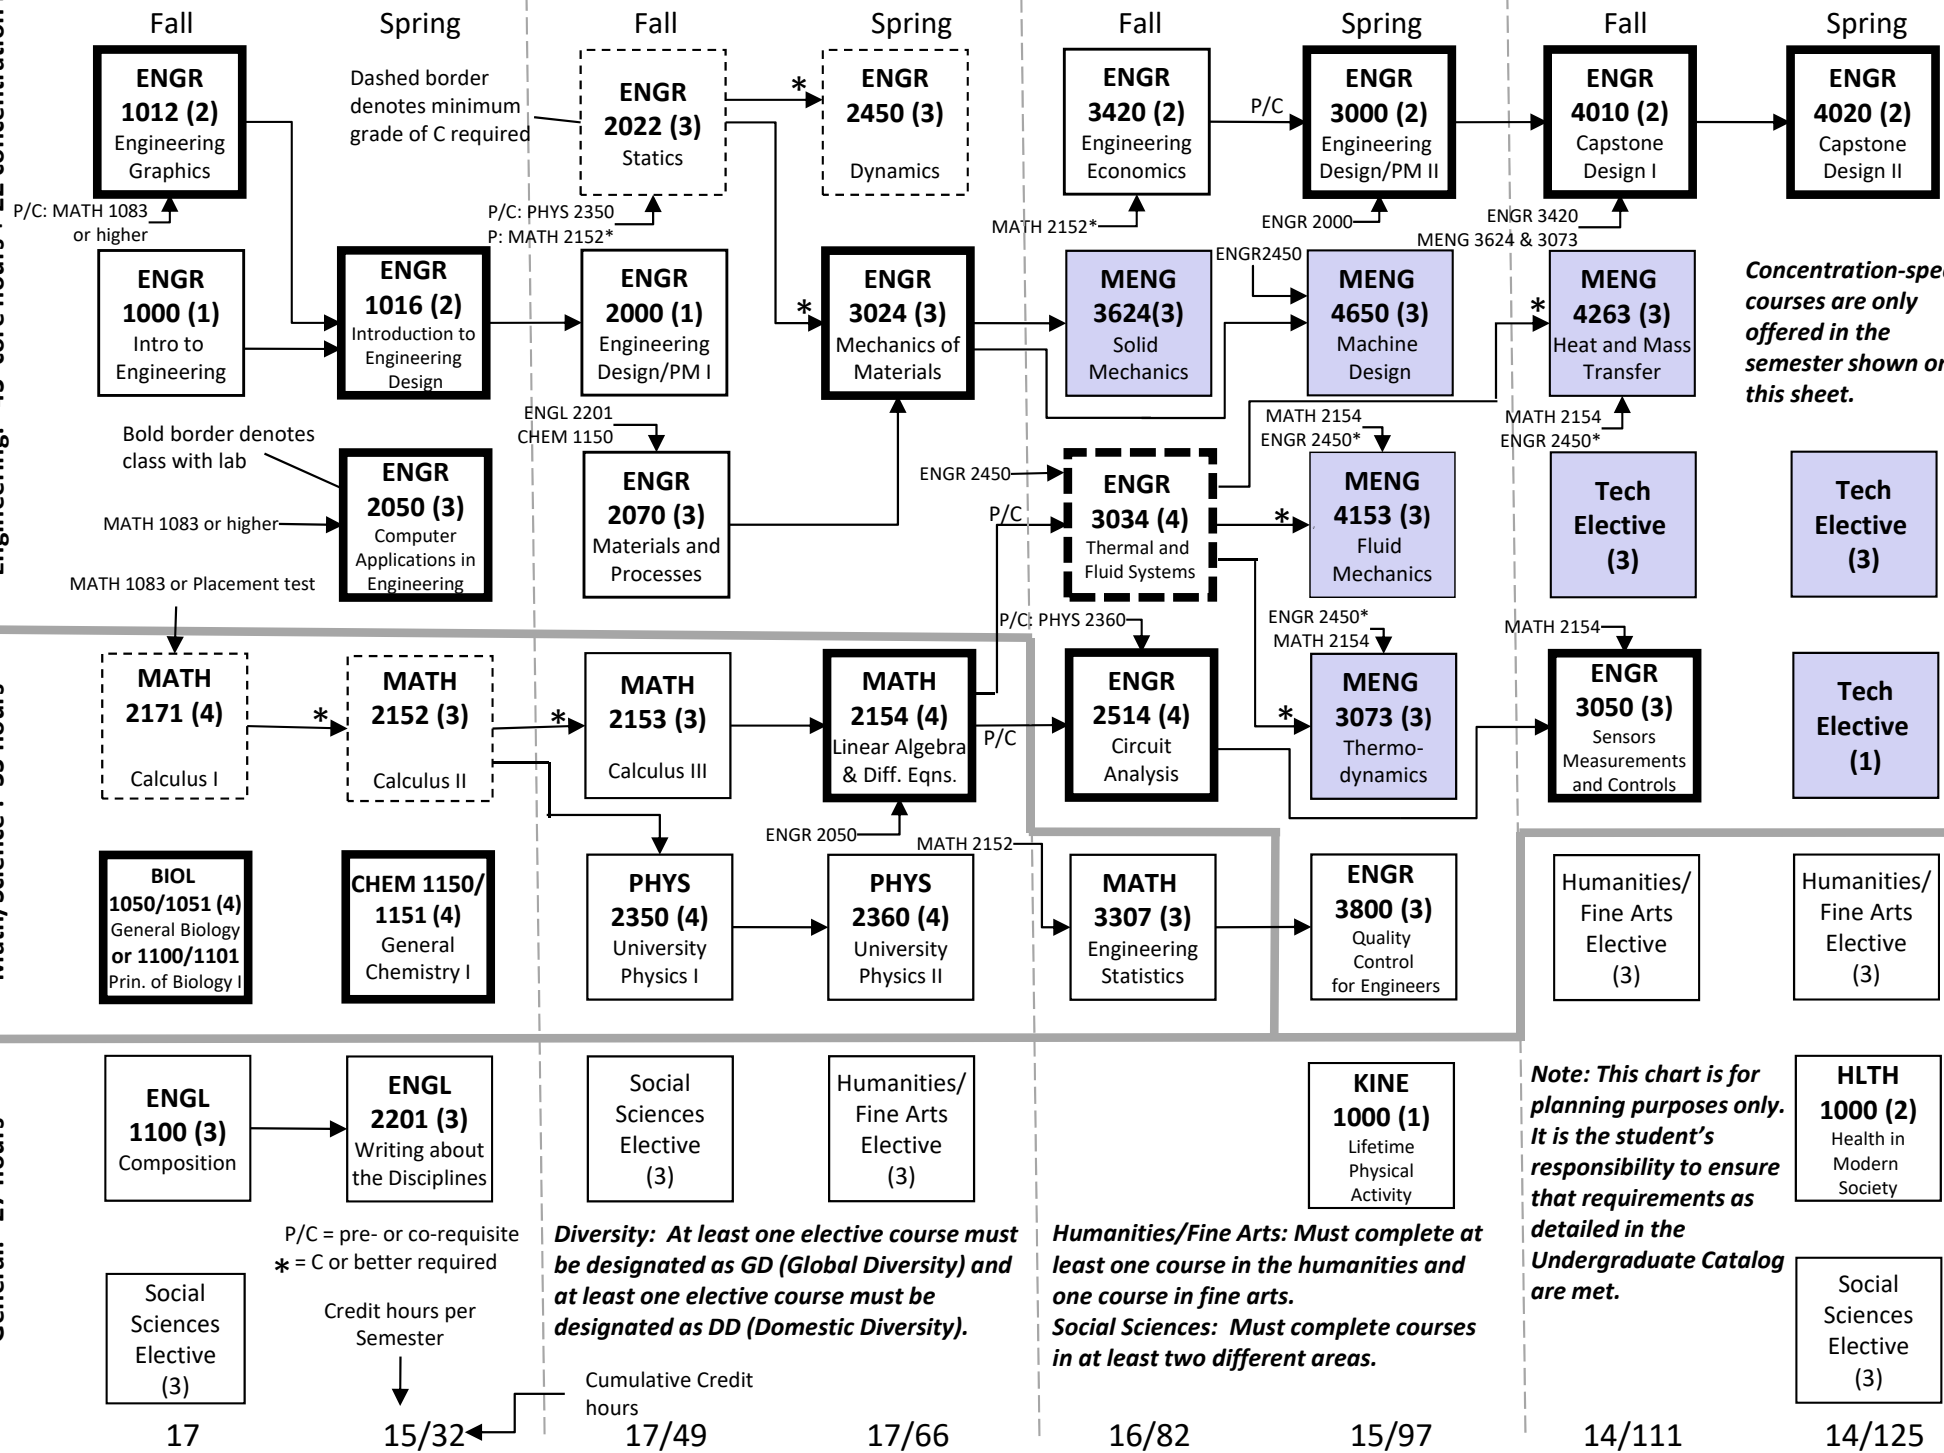 Fall
Spring
Fall
Spring
Fall
Spring
Fall
Spring
ENGR
1012 (2)
Engineering
Graphics
Dashed border
denotes minimum
grade of C required
ENGR
2022 (3)
Statics
*
ENGR
2450 (3)
Dynamics
ENGR
3420 (2)
Engineering
Economics
P/C
ENGR
3000 (2)
Engineering
Design/PM II
ENGR
4010 (2)
Capstone
Design I
ENGR
4020 (2)
Capstone
Design II
P/C: MATH 1083
or higher
P/C: PHYS 2350
P: MATH 2152*
MATH 2152*
ENGR 2000
ENGR 3420
MENG 3624 & 3073
ENGR
1000 (1)
Intro to
Engineering
ENGR
1016 (2)
Introduction to
Engineering
Design
ENGR
2000 (1)
Engineering
Design/PM I
*
ENGR
3024 (3)
Mechanics of
Materials
MENG
3624(3)
Solid
Mechanics
ENGR2450
MENG
4650 (3)
Machine
Design
*
MENG
4263 (3)
Heat and Mass
Transfer
Concentration-spe
courses are only
offered in the
semester shown on
this sheet.
Bold border denotes
class with lab
MATH 1083 or higher
MATH 1083 or Placement test
ENGR
2050 (3)
Computer
Applications in
Engineering
ENGL 2201
CHEM 1150
ENGR
2070 (3)
Materials and
Processes
ENGR 2450
P/C
ENGR
3034 (4)
Thermal and
Fluid Systems
MATH 2154
ENGR 2450*
*
MENG
4153 (3)
Fluid
Mechanics
MATH 2154
ENGR 2450*
Tech
Elective
(3)
Tech
Elective
(3)
MATH
2171 (4)
Calculus I
*
MATH
2152 (3)
Calculus II
*
MATH
2153 (3)
Calculus III
MATH
2154 (4)
Linear Algebra
& Diff. Eqns.
P/C
P/C: PHYS 2360
ENGR
2514 (4)
Circuit
Analysis
ENGR 2450*
MATH 2154
*
MENG
3073 (3)
Thermo-
dynamics
MATH 2154
ENGR
3050 (3)
Sensors
Measurements
and Controls
Tech
Elective
(1)
BIOL
1050/1051 (4)
General Biology
or 1100/1101
Prin. of Biology I
CHEM 1150/
1151 (4)
General
Chemistry I
PHYS
2350 (4)
University
Physics I
ENGR 2050
PHYS
2360 (4)
University
Physics II
MATH 2152
MATH
3307 (3)
Engineering
Statistics
ENGR
3800 (3)
Quality
Control
for Engineers
Humanities/
Fine Arts
Elective
(3)
Humanities/
Fine Arts
Elective
(3)
ENGL
1100 (3)
Composition
ENGL
2201 (3)
Writing about
the Disciplines
Social
Sciences
Elective
(3)
Humanities/
Fine Arts
Elective
(3)
KINE
1000 (1)
Lifetime
Physical
Activity
Note: This chart is for
planning purposes only.
It is the student's
responsibility to ensure
that requirements as
detailed in the
Undergraduate Catalog
are met.
HLTH
1000 (2)
Health in
Modern
Society
P/C = pre- or co-requisite
* = C or better required
Diversity: At least one elective course must
be designated as GD (Global Diversity) and
at least one elective course must be
designated as DD (Domestic Diversity).
Humanities/Fine Arts: Must complete at
least one course in the humanities and
one course in fine arts.
Social Sciences: Must complete courses
in at least two different areas.
Social
Sciences
Elective
(3)
Credit hours per
Semester
Cumulative Credit
hours
Social
Sciences
Elective
(3)
17
15/32
17/49
17/66
16/82
15/97
14/111
14/125